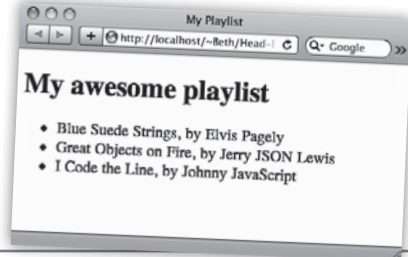 My Playlist
http://localhost/~Beth/Head-
Google
My awesome playlist
• Blue Suede Strings, by Elvis Pagely
• Great Objects on Fire, by Jerry JSON Lewis
• I Code the Line, by Johnny JavaScript